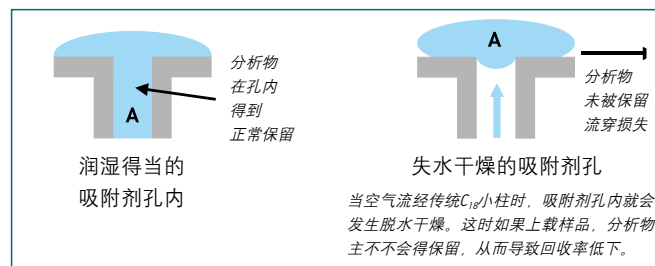 分析物
在孔内
得到
正常保留
A
润湿得当的
吸附剂孔内
A
分析物
未被保留
流穿损失
失水干燥的吸附剂孔
当空气流经传统C₁₈小柱时，吸附剂孔内就会
发生脱水干燥。这时如果上载样品，分析物
主不不会得保留，从而导致回收率低下。